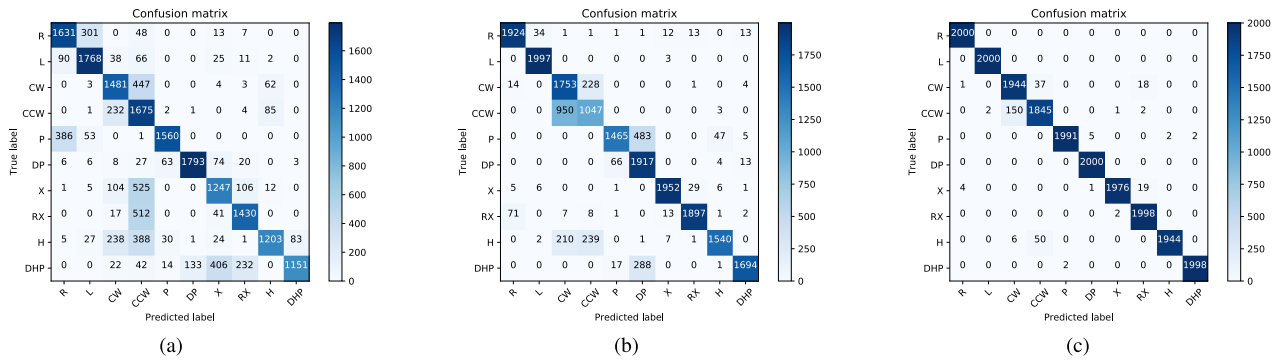 Confusion matrix
R 1631 301 0 48 0 0 13 7 0 0
L 90 1768 38 66 0 0 25 11 2 0
CW 0 3 1481 447 0 0 4 3 62 0
CCW 0 1 232 1675 2 1 0 4 85 0
P 386 53 0 1 1560 0 0 0 0 0
DP 6 6 8 27 63 1793 74 20 0 3
X 1 5 104 525 0 0 1247 106 12 0
RX 0 0 17 512 0 0 41 1430 0 0
H 5 27 238 388 30 1 24 1 1203 83
DHP 0 0 22 42 14 133 406 232 0 1151
R L CW CCW P DP X RX H DHP
True label
Predicted label
1600
1400
1200
1000
800
600
400
200
0
(a)
Confusion matrix
R 1924 34 1 1 1 1 12 13 0 13
L 0 1997 0 0 0 0 3 0 0 0
CW 14 0 1753 228 0 0 0 1 0 4
CCW 0 0 950 1047 0 0 0 0 3 0
P 0 0 0 0 1465 483 0 0 47 5
DP 0 0 0 0 66 1917 0 0 4 13
X 5 6 0 0 1 0 1952 29 6 1
RX 71 0 7 8 1 0 13 1897 1 2
H 0 2 210 239 0 1 7 1 1540 0
DHP 0 0 0 0 17 288 0 0 1 1694
R L CW CCW P DP X RX H DHP
True label
Predicted label
1750
1500
1250
1000
750
500
250
0
(b)
Confusion matrix
R 2000 0 0 0 0 0 0 0 0 0
L 0 2000 0 0 0 0 0 0 0 0
CW 1 0 1944 37 0 0 0 18 0 0
CCW 0 2 150 1845 0 0 1 2 0 0
P 0 0 0 0 1991 5 0 0 2 2
DP 0 0 0 0 0 2000 0 0 0 0
X 4 0 0 0 0 1 1976 19 0 0
RX 0 0 0 0 0 0 2 1998 0 0
H 0 0 6 50 0 0 0 0 1944 0
DHP 0 0 0 0 2 0 0 0 0 1998
R L CW CCW P DP X RX H DHP
True label
Predicted label
2000
1750
1500
1250
1000
750
500
250
0
(c)